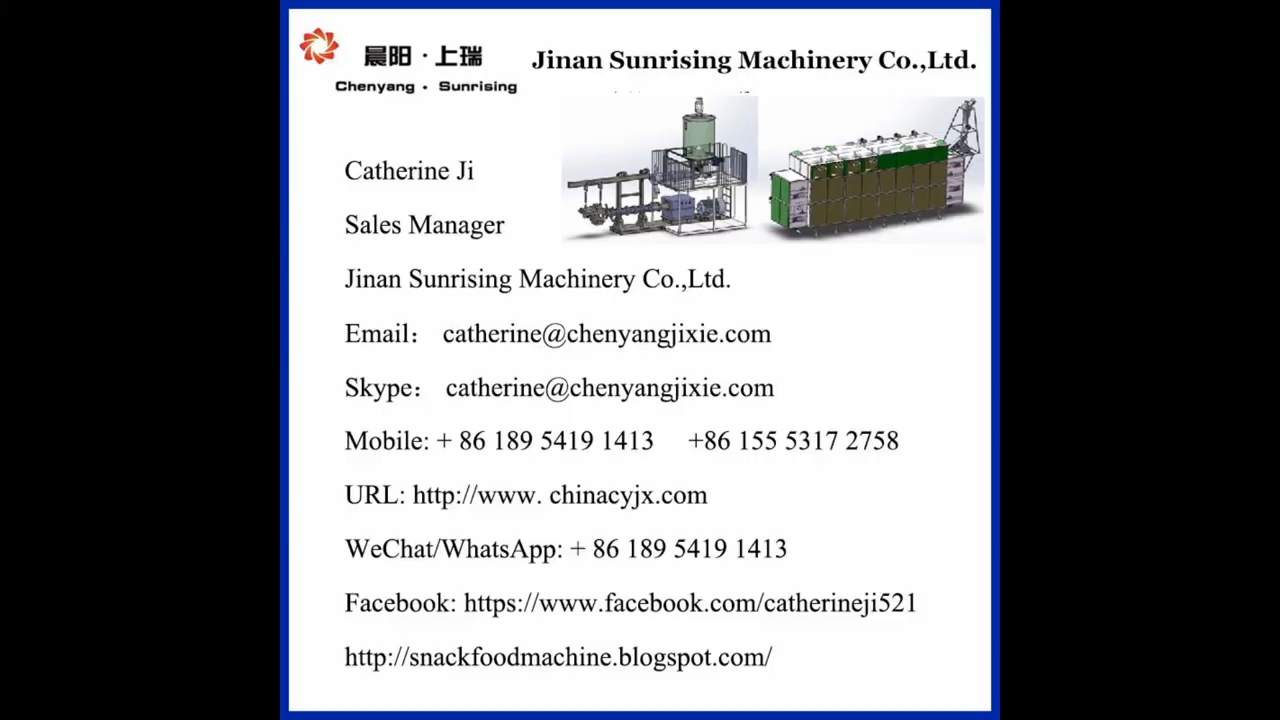 晨阳·上瑞
Chenyang · Sunrising
Jinan Sunrising Machinery Co.,Ltd.
Catherine Ji
Sales Manager
Jinan Sunrising Machinery Co.,Ltd.
Email： catherine@chenyangjixie.com
Skype： catherine@chenyangjixie.com
Mobile: + 86 189 5419 1413 +86 155 5317 2758
URL: http://www. chinacyjx.com
WeChat/WhatsApp: + 86 189 5419 1413
Facebook: https://www.facebook.com/catherineji521
http://snackfoodmachine.blogspot.com/